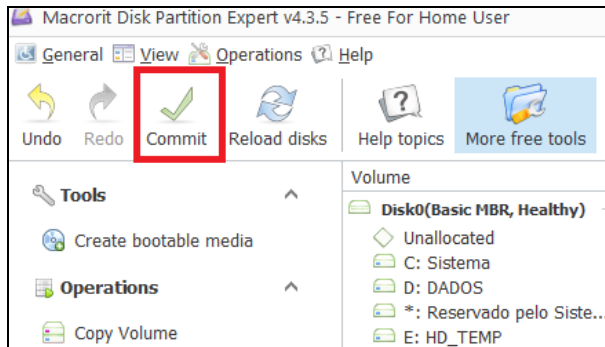 Macrorit Disk Partition Expert v4.3.5 - Free For Home User
General View Operations Help
Undo Redo Commit Reload disks Help topics More free tools
Tools
Create bootable media
Operations
Copy Volume
Volume
Disk0(Basic MBR, Healthy)
Unallocated
C: Sistema
D: DADOS
*: Reservado pelo Siste...
E: HD_TEMP